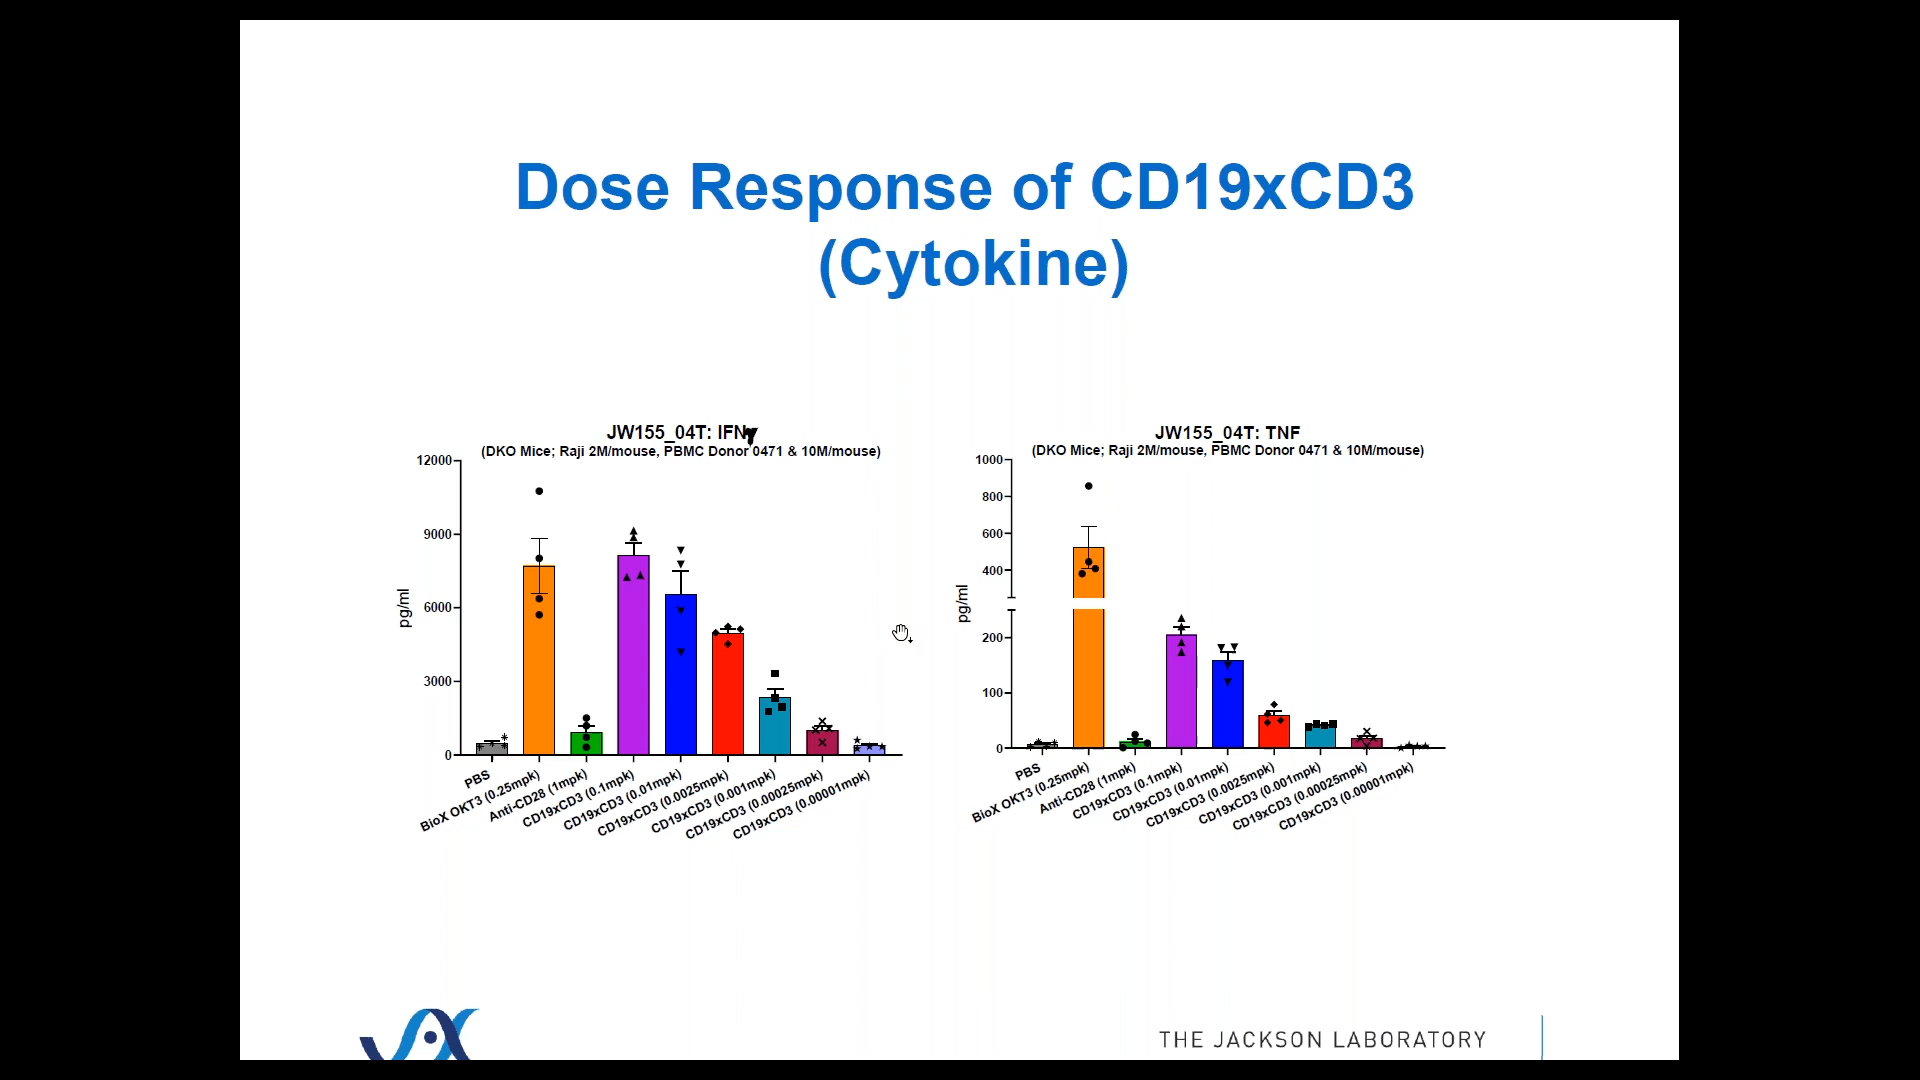 Dose Response of CD19xCD3
(Cytokine)
JW155_04T: IFNγ
(DKO Mice; Raji 2M/mouse, PBMC Donor 0471 & 10M/mouse)
12000
9000
6000
3000
0
pg/ml
PBS
BioX OKT3 (0.25mpk)
Anti-CD28 (1mpk)
CD19xCD3 (0.1mpk)
CD19xCD3 (0.01mpk)
CD19xCD3 (0.0025mpk)
CD19xCD3 (0.001mpk)
CD19xCD3 (0.00025mpk)
CD19xCD3 (0.00001mpk)
JW155_04T: TNF
(DKO Mice; Raji 2M/mouse, PBMC Donor 0471 & 10M/mouse)
1000
800
600
400
200
100
0
pg/ml
PBS
BioX OKT3 (0.25mpk)
Anti-CD28 (1mpk)
CD19xCD3 (0.1mpk)
CD19xCD3 (0.01mpk)
CD19xCD3 (0.0025mpk)
CD19xCD3 (0.001mpk)
CD19xCD3 (0.00025mpk)
CD19xCD3 (0.00001mpk)
THE JACKSON LABORATORY